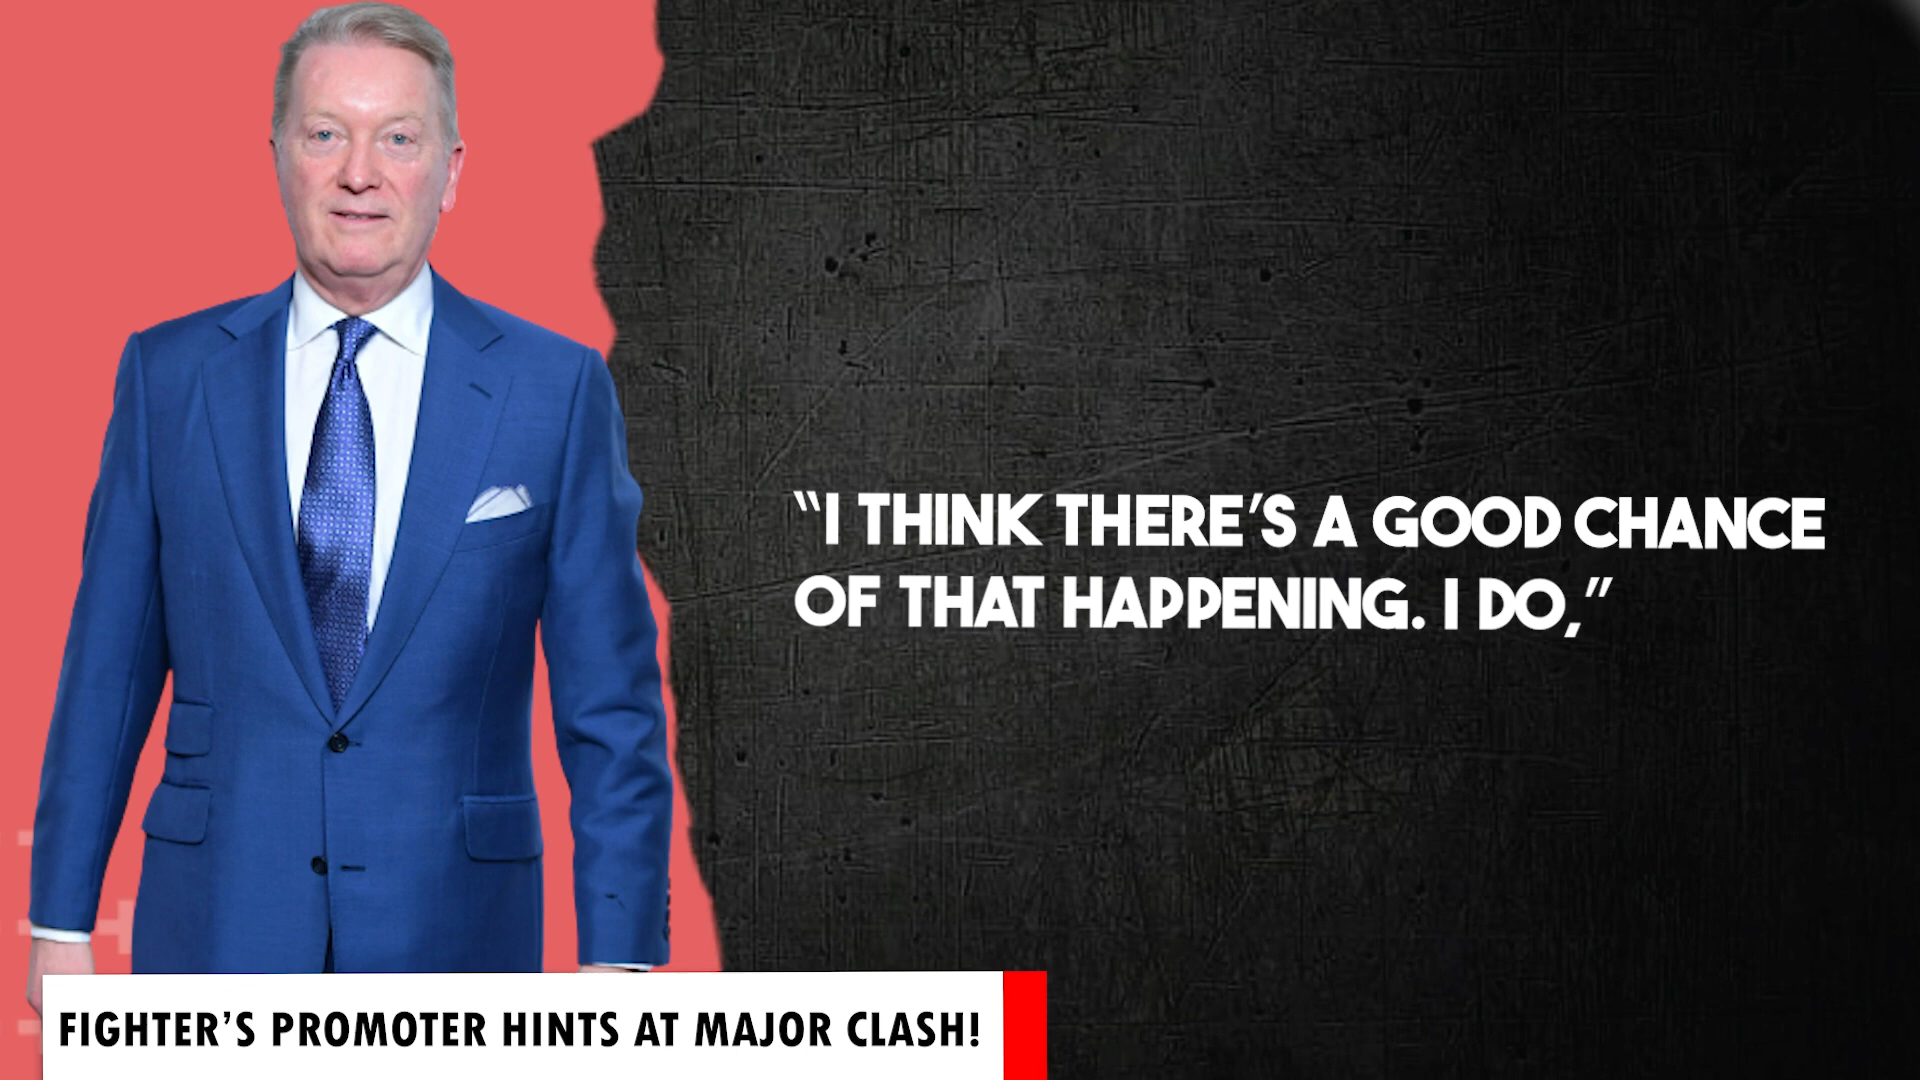 “I THINK THERE’S A GOOD CHANCE
OF THAT HAPPENING. I DO,”
FIGHTER’S PROMOTER HINTS AT MAJOR CLASH!